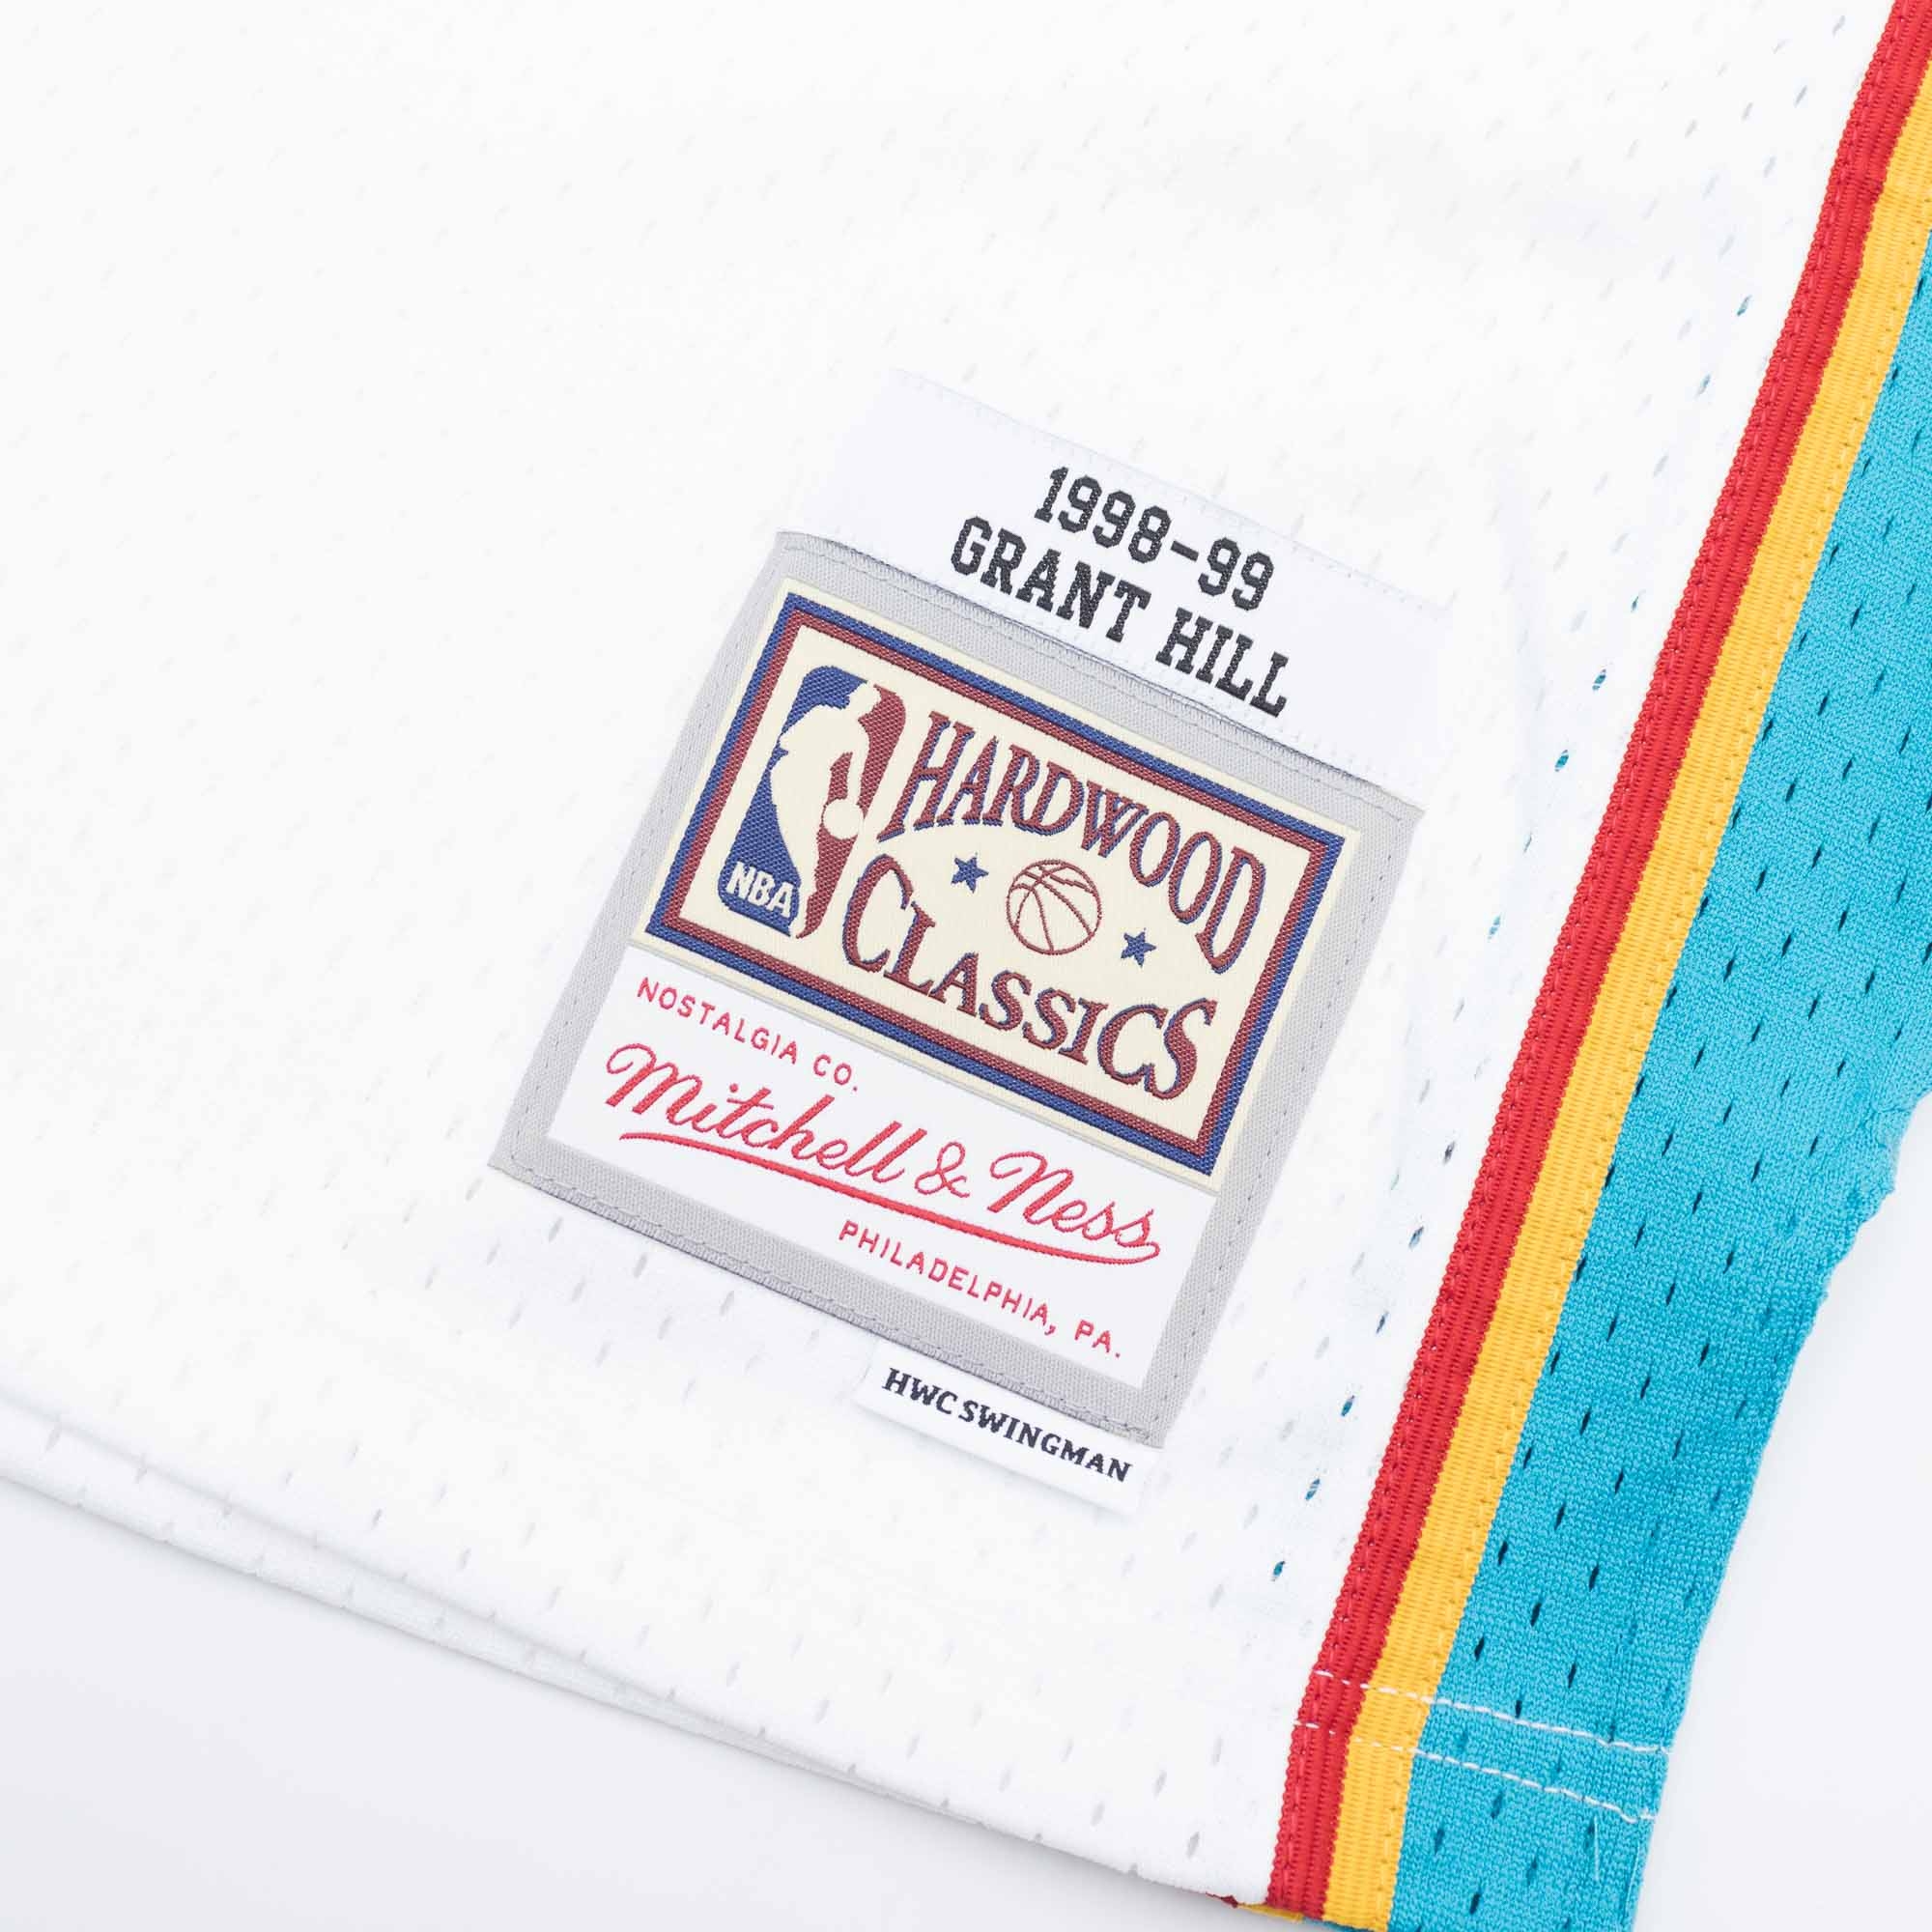 1998-99
GRANT HILL
NBA
HARDWOOD
CLASSICS
NOSTALGIA CO.
Mitchell & Ness
PHILADELPHIA, PA.
HWC SWINGMAN